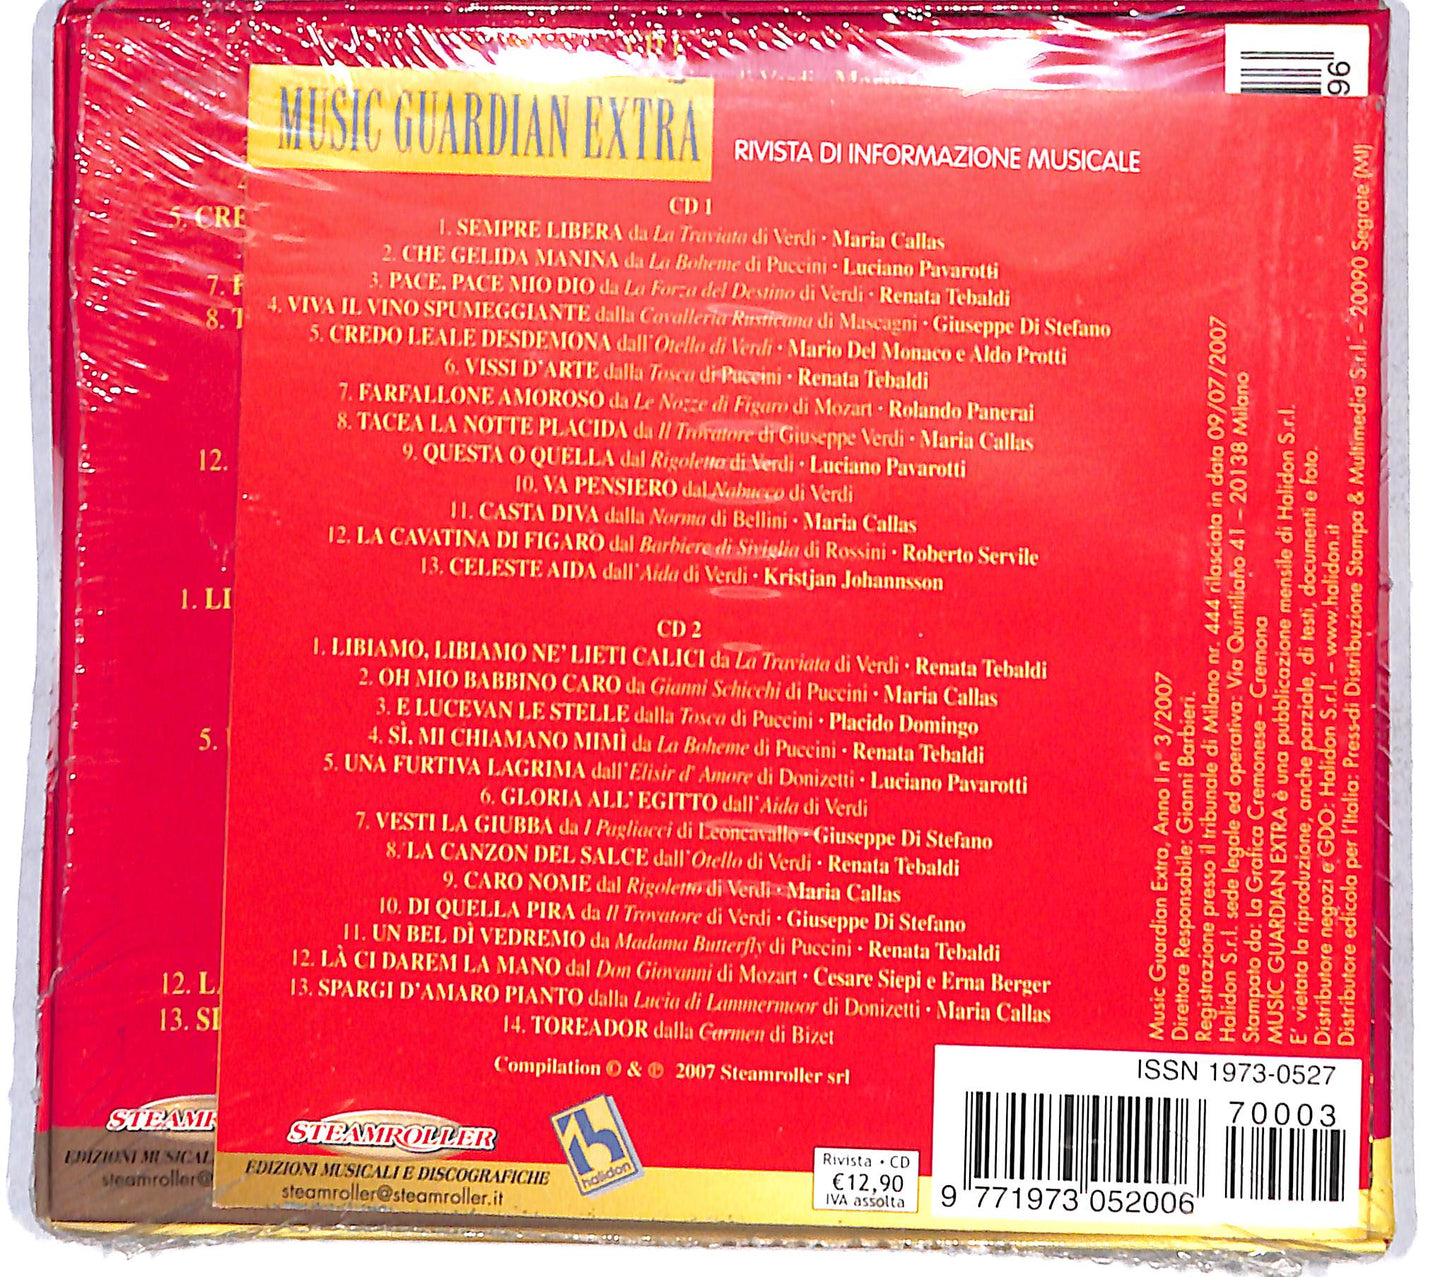 MUSIC GUARDIAN EXTRA
RIVISTA DI INFORMAZIONE MUSICALE
96
CD 1
1. SEMPRE LIBERA da La Traviata di Verdi · Maria Callas
2. CHE GELIDA MANINA da La Boheme di Puccini · Luciano Pavarotti
3. PACE, PACE MIO DIO da La Forza del Destino di Verdi · Renata Tebaldi
4. VIVA IL VINO SPUMEGGIANTE dalla Cavalleria Rusticana di Mascagni · Giuseppe Di Stefano
5. CREDO LEALE DESDEMONA dall'Otello di Verdi · Mario Del Monaco e Aldo Protti
6. VISSI D'ARTE dalla Tosca di Puccini · Renata Tebaldi
7. FARFALLONE AMOROSO da Le Nozze di Figaro di Mozart · Rolando Panerai
8. TACEA LA NOTTE PLACIDA da Il Trovatore di Giuseppe Verdi · Maria Callas
9. QUESTA O QUELLA dal Rigoletto di Verdi · Luciano Pavarotti
10. VA PENSIERO dal Nabucco di Verdi
11. CASTA DIVA dalla Norma di Bellini · Maria Callas
12. LA CAVATINA DI FIGARO dal Barbiere di Siviglia di Rossini · Roberto Servile
13. CELESTE AIDA dall'Aida di Verdi · Kristjan Johannsson
CD 2
1. LIBIAMO, LIBIAMO NE' LIETI CALICI da La Traviata di Verdi · Renata Tebaldi
2. OH MIO BABBINO CARO da Gianni Schicchi di Puccini · Maria Callas
3. E LUCEVAN LE STELLE dalla Tosca di Puccini · Placido Domingo
4. SÌ, MI CHIAMANO MIMÌ da La Boheme di Puccini · Renata Tebaldi
5. UNA FURTIVA LAGRIMA dall'Elisir d' Amore di Donizetti · Luciano Pavarotti
6. GLORIA ALL' EGITTO dall'Aida di Verdi
7. VESTI LA GIUBBA da I Pagliacci di Leoncavallo · Giuseppe Di Stefano
8. LA CANZON DEL SALCE dall'Otello di Verdi · Renata Tebaldi
9. CARO NOME dal Rigoletto di Verdi · Maria Callas
10. DI QUELLA PIRA da Il Trovatore di Verdi · Giuseppe Di Stefano
11. UN BEL DÌ VEDREMO da Madama Butterfly di Puccini · Renata Tebaldi
12. LÀ CI DAREM LA MANO dal Don Giovanni di Mozart · Cesare Siepi e Erna Berger
13. SPARGI D'AMARO PIANTO dalla Lucia di Lammermoor di Donizetti · Maria Callas
14. TOREADOR dalla Carmen di Bizet
Compilation © & ℗ 2007 Steamroller srl
STEAMROLLER
EDIZIONI MUSICALI E DISCOGRAFICHE
steamroller@steamroller.it
halidon
Rivista · CD
€12,90
IVA assolta
ISSN 1973-0527
70003
9 771973 052006
Music Guardian Extra, Anno I n° 3/2007
Direttore Responsabile: Gianni Barbieri.
Registrazione presso il tribunale di Milano nr. 444 rilasciata in data 09/07/2007
Halidon S.r.l. sede legale ed operativa: Via Quintiliano 41 – 20138 Milano
Stampato da: La Grafica Cremonese – Cremona
MUSIC GUARDIAN EXTRA è una pubblicazione mensile di Halidon S.r.l.
E' vietata la riproduzione, anche parziale, di testi, documenti e foto.
Distributore negozi e GDO: Halidon S.r.l. – www.halidon.it
Distributore edicola per l'Italia: Press-di Distribuzione Stampa & Multimedia S.r.l. – 20090 Segrate (MI)
5. CRE
7. F
8. T
12.
1. LI
5.
12. LA
13. SI
STEAMR
EDIZIONI MUSICAL
steamroller@